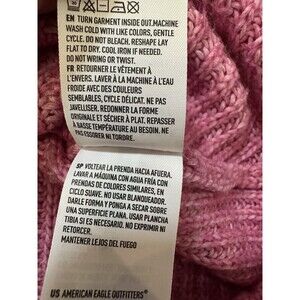 EN TURN GARMENT INSIDE OUT.MACHINE
WASH COLD WITH LIKE COLORS, GENTLE
CYCLE. DO NOT BLEACH. RESHAPE LAY
FLAT TO DRY. COOL IRON IF NEEDED.
DO NOT WRING OR TWIST.
FR RETOURNER LE VÊTEMENT À
L'ENVERS. LAVER À LA MACHINE À L'EAU
FROIDE AVEC DES COULEURS
SEMBLABLES, CYCLE DÉLICAT. NE PAS
JAVELLISER. REDONNER LA FORME
ORIGINALE ET SÉCHER À PLAT. REPASSER
À BASSE TEMPÉRATURE AU BESOIN. NE
PAS ESSORER NI TORDRE.
SP VOLTEAR LA PRENDA HACIA AFUERA.
LAVAR A MÁQUINA CON AGUA FRÍA CON
PRENDAS DE COLORES SIMILARES, EN
CICLO SUAVE. NO USAR BLANQUEADOR.
DARLE FORMA Y PONGA A SECAR SOBRE
UNA SUPERFICIE PLANA. USAR PLANCHA
TIBIA SI ES NECESARIO. NO EXPRIMIR NI
RETORCER.
MANTENER LEJOS DEL FUEGO
US AMERICAN EAGLE OUTFITTERS®